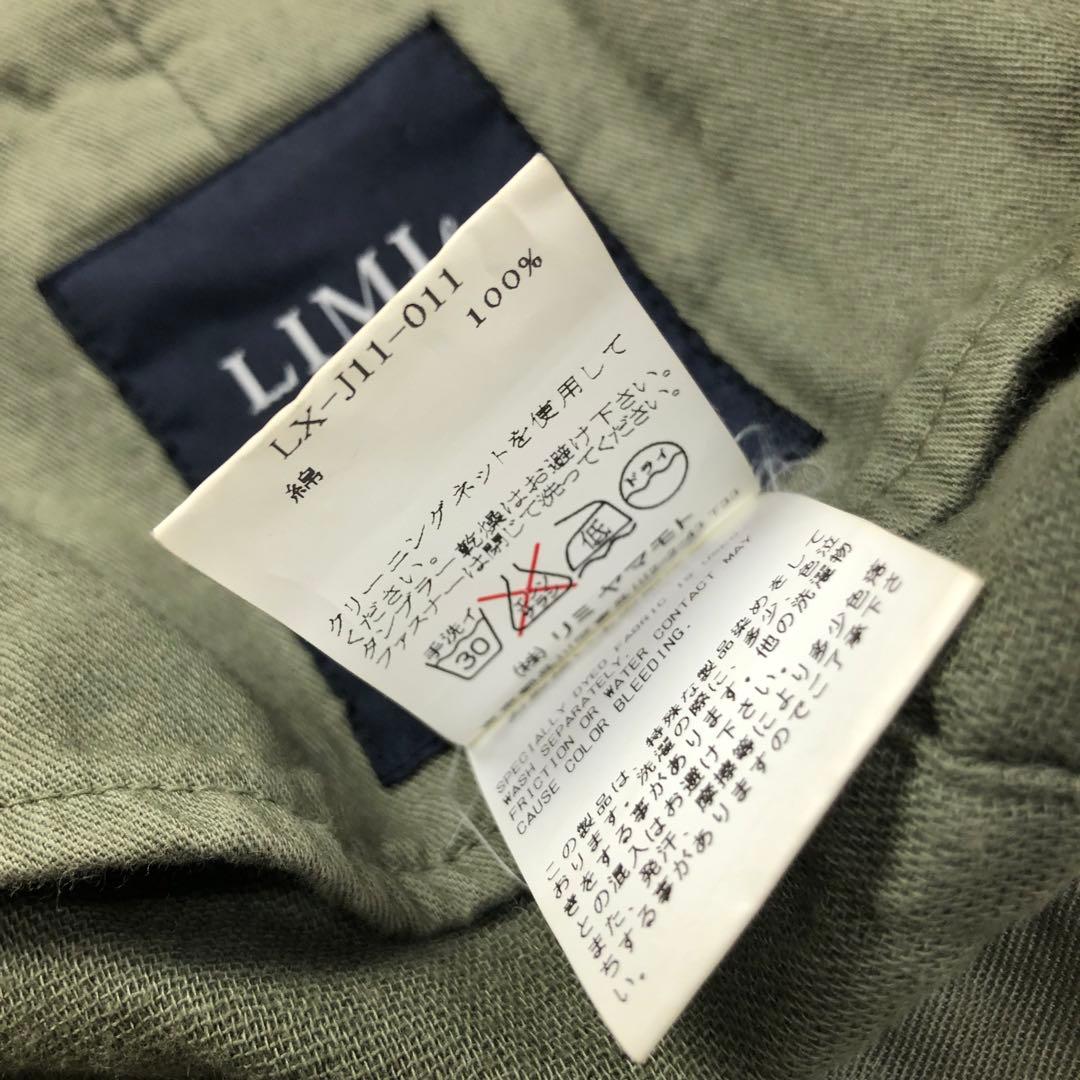 LIMI
LX-J11-011
綿 100%
クリーニングネットを使用して
ください。
タンブラー乾燥はお避け下さい。
ファスナーは閉じて洗ってください。
手洗イ
30
エンソ
サラシ
低
ドライ
(株)リミヤマモト
SPECIALLY DYED FABRIC IS USED
WASH SEPARATELY.
FRICTION OR WATER CONTACT MAY
CAUSE COLOR BLEEDING.
この製品は、特殊な製品染めをして
おります。洗濯の際に、多少、色泣
きをする事があります。他の洗濯物
との混入はお避け下さい。
また、発汗、摩擦等により多少色落
ちする事がありますのでご了承下さ
い。